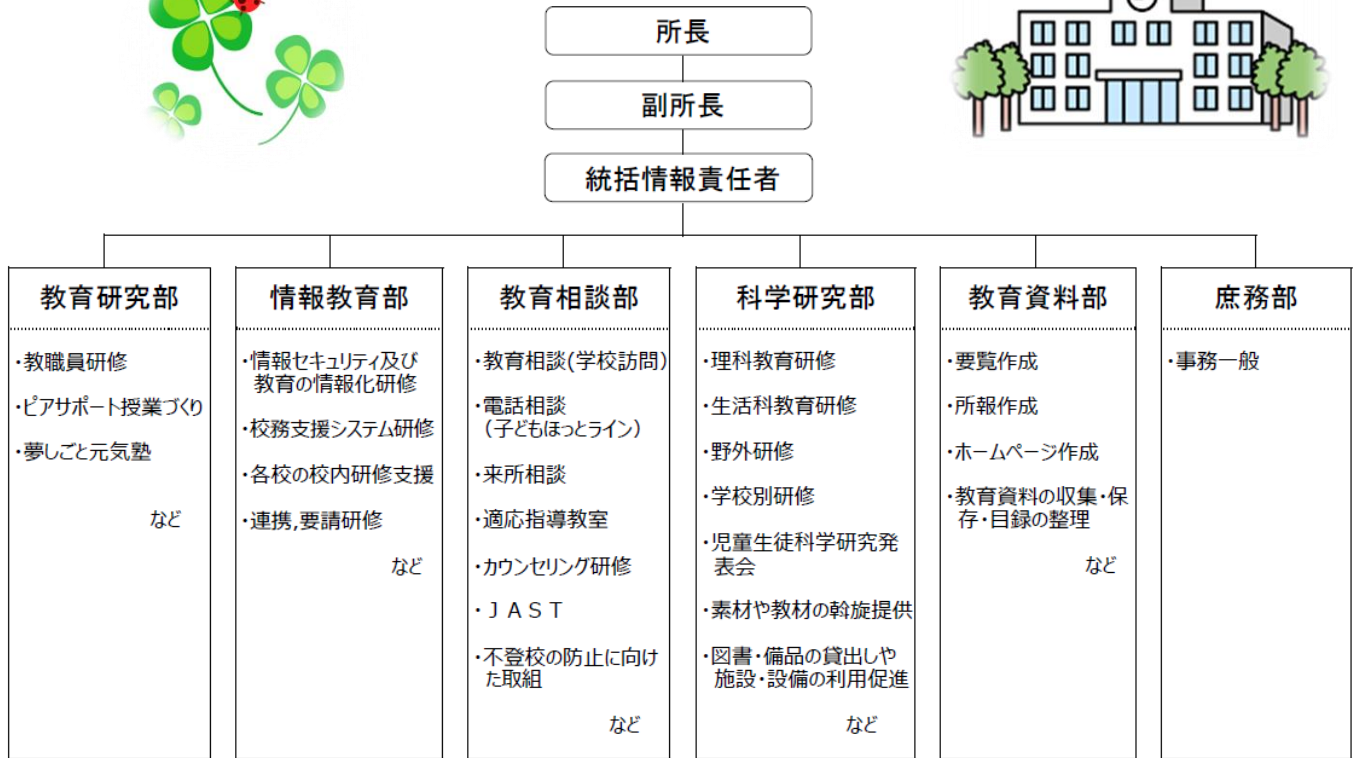 所長
副所長
統括情報責任者
教育研究部
・教職員研修
・ピアサポート授業づくり
・夢しごと元気塾
など
情報教育部
・情報セキュリティ及び
教育の情報化研修
・校務支援システム研修
・各校の校内研修支援
・連携,要請研修
など
教育相談部
・教育相談(学校訪問)
・電話相談
（子どもほっとライン）
・来所相談
・適応指導教室
・カウンセリング研修
・ＪＡＳＴ
・不登校の防止に向け
た取組
など
科学研究部
・理科教育研修
・生活科教育研修
・野外研修
・学校別研修
・児童生徒科学研究発
表会
・素材や教材の斡旋提供
・図書・備品の貸出しや
施設・設備の利用促進
など
教育資料部
・要覧作成
・所報作成
・ホームページ作成
・教育資料の収集・保
存・目録の整理
など
庶務部
・事務一般